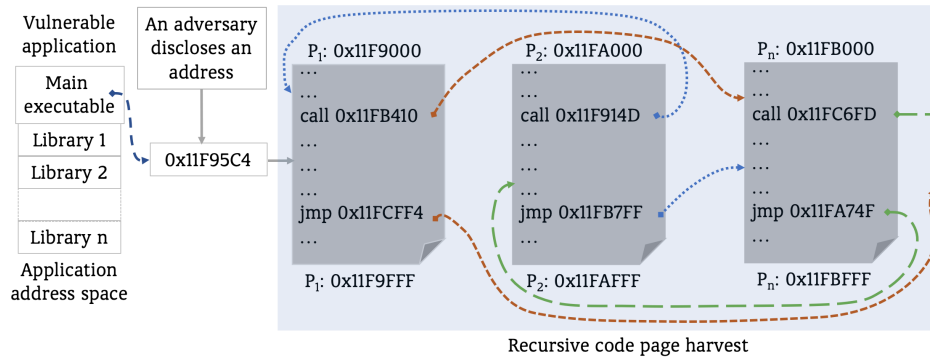 Vulnerable
application
Main
executable
Library 1
Library 2
Library n
Application
address space
An adversary
discloses an
address
0x11F95C4
P1: 0x11F9000
...
...
call 0x11FB410
...
...
...
jmp 0x11FCFF4
...
P1: 0x11F9FFF
P2: 0x11FA000
...
...
call 0x11F914D
...
...
...
jmp 0x11FB7FF
...
P2: 0x11FAFFF
Pn: 0x11FB000
...
...
call 0x11FC6FD
...
...
...
jmp 0x11FA74F
...
Pn: 0x11FBFFF
Recursive code page harvest